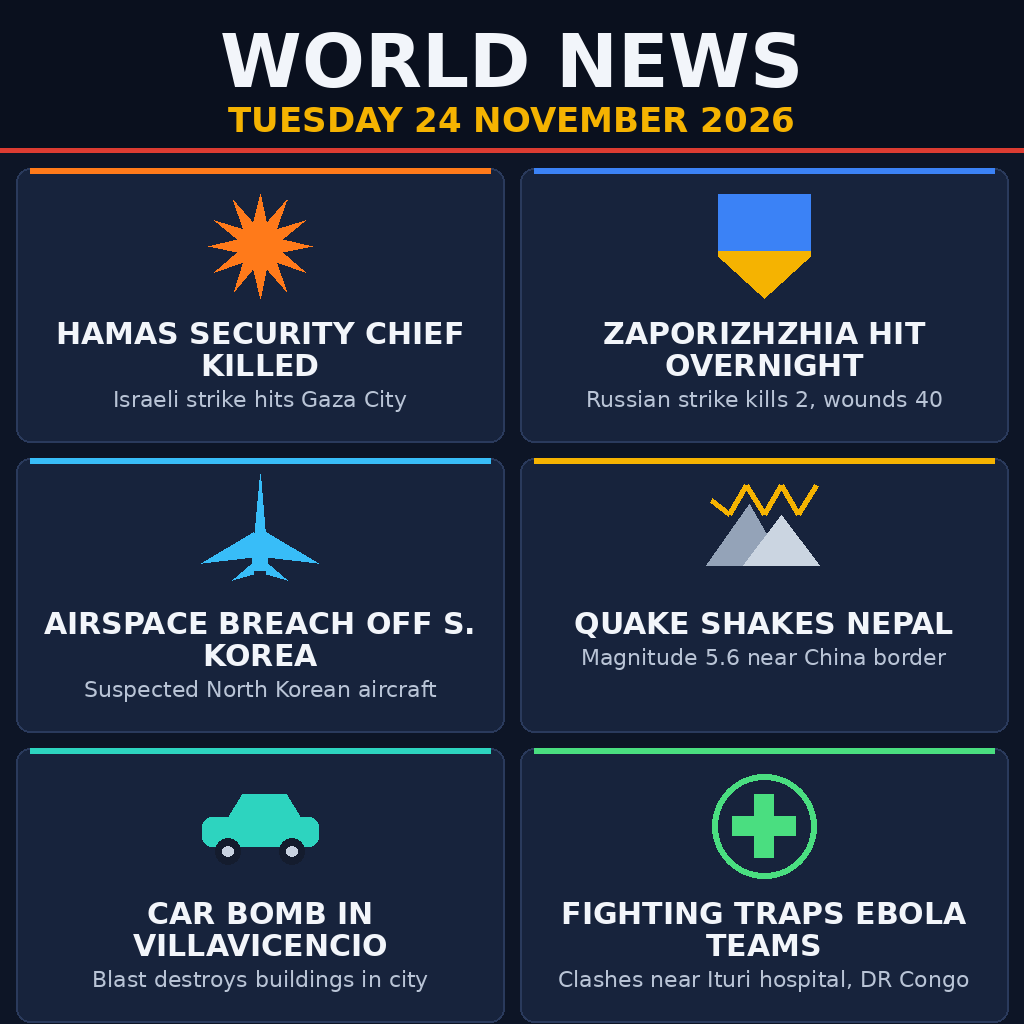 WORLD NEWS
TUESDAY 24 NOVEMBER 2026
HAMAS SECURITY CHIEF
KILLED
Israeli strike hits Gaza City
ZAPORIZHZHIA HIT
OVERNIGHT
Russian strike kills 2, wounds 40
AIRSPACE BREACH OFF S.
KOREA
Suspected North Korean aircraft
QUAKE SHAKES NEPAL
Magnitude 5.6 near China border
CAR BOMB IN
VILLAVICENCIO
Blast destroys buildings in city
FIGHTING TRAPS EBOLA
TEAMS
Clashes near Ituri hospital, DR Congo